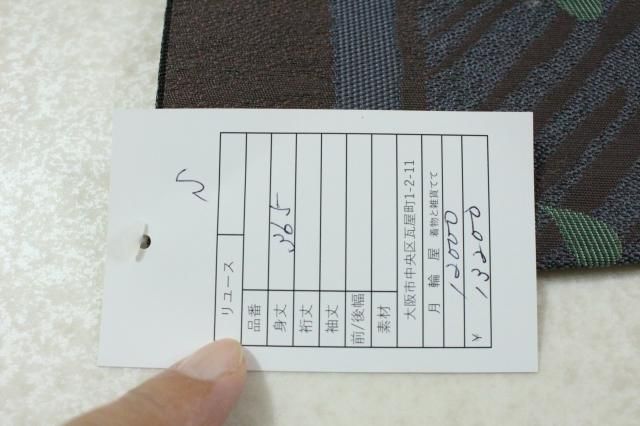 リユース
品番
身丈 365
裄丈
袖丈
前/後幅
素材
大阪市中央区瓦屋町1-2-11
月輪屋 着物と雑貨てて
12000
¥ 13200